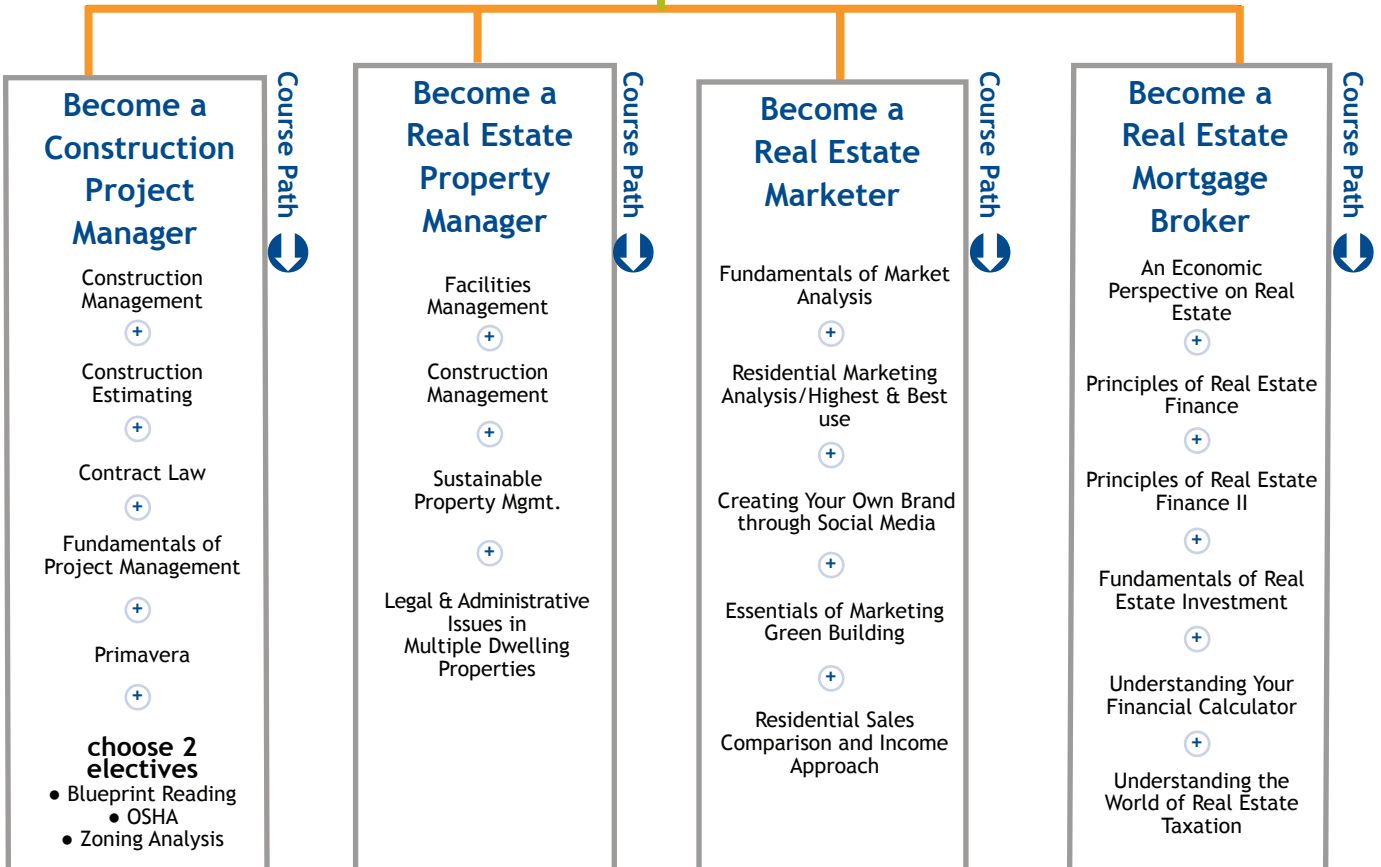 Become a
Construction
Project
Manager
Course Path
Construction
Management
+
Construction
Estimating
+
Contract Law
+
Fundamentals of
Project Management
+
Primavera
+
choose 2
electives
● Blueprint Reading
● OSHA
● Zoning Analysis
Become a
Real Estate
Property
Manager
Course Path
Facilities
Management
+
Construction
Management
+
Sustainable
Property Mgmt.
+
Legal & Administrative
Issues in
Multiple Dwelling
Properties
Become a
Real Estate
Marketer
Course Path
Fundamentals of Market
Analysis
+
Residential Marketing
Analysis/Highest & Best
use
+
Creating Your Own Brand
through Social Media
+
Essentials of Marketing
Green Building
+
Residential Sales
Comparison and Income
Approach
Become a
Real Estate
Mortgage
Broker
Course Path
An Economic
Perspective on Real
Estate
+
Principles of Real Estate
Finance
+
Principles of Real Estate
Finance II
+
Fundamentals of Real
Estate Investment
+
Understanding Your
Financial Calculator
+
Understanding the
World of Real Estate
Taxation